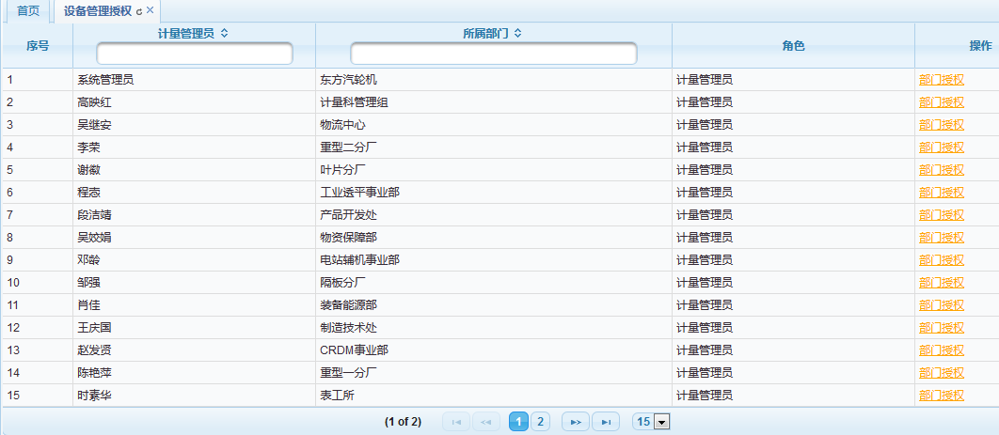 首页 设备管理授权
序号 计量管理员 所属部门 角色 操作
1 系统管理员 东方汽轮机 计量管理员 部门授权
2 高映红 计量科管理组 计量管理员 部门授权
3 吴继安 物流中心 计量管理员 部门授权
4 李荣 重型二分厂 计量管理员 部门授权
5 谢徽 叶片分厂 计量管理员 部门授权
6 程惷 工业透平事业部 计量管理员 部门授权
7 段洁靖 产品开发处 计量管理员 部门授权
8 吴姣娟 物资保障部 计量管理员 部门授权
9 邓龄 电站辅机事业部 计量管理员 部门授权
10 邹强 隔板分厂 计量管理员 部门授权
11 肖佳 装备能源部 计量管理员 部门授权
12 王庆国 制造技术处 计量管理员 部门授权
13 赵发贤 CRDM事业部 计量管理员 部门授权
14 陈艳萍 重型一分厂 计量管理员 部门授权
15 时素华 表工所 计量管理员 部门授权
(1 of 2) 1 2 15